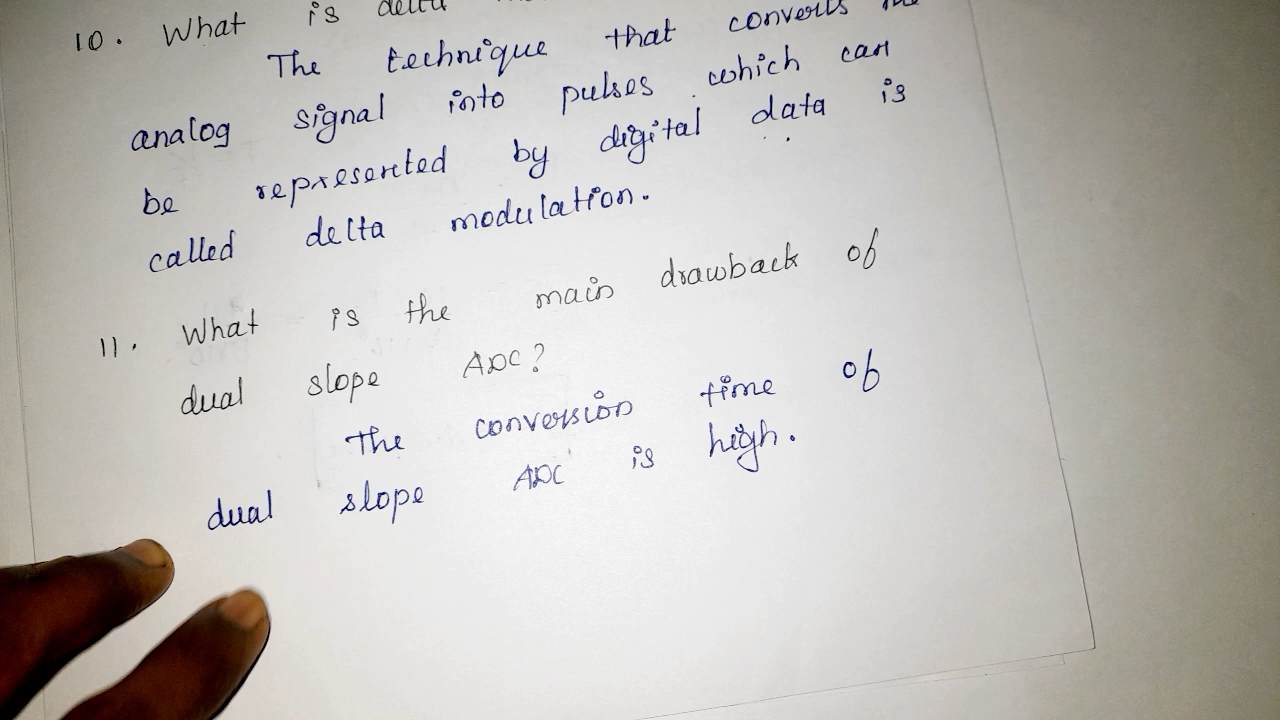 10. What is delta
The technique that converts the
analog signal into pulses which can
be represented by digital data is
called delta modulation.
11. What is the main drawback of
dual slope ADC?
The conversion time of
dual slope ADC is high.